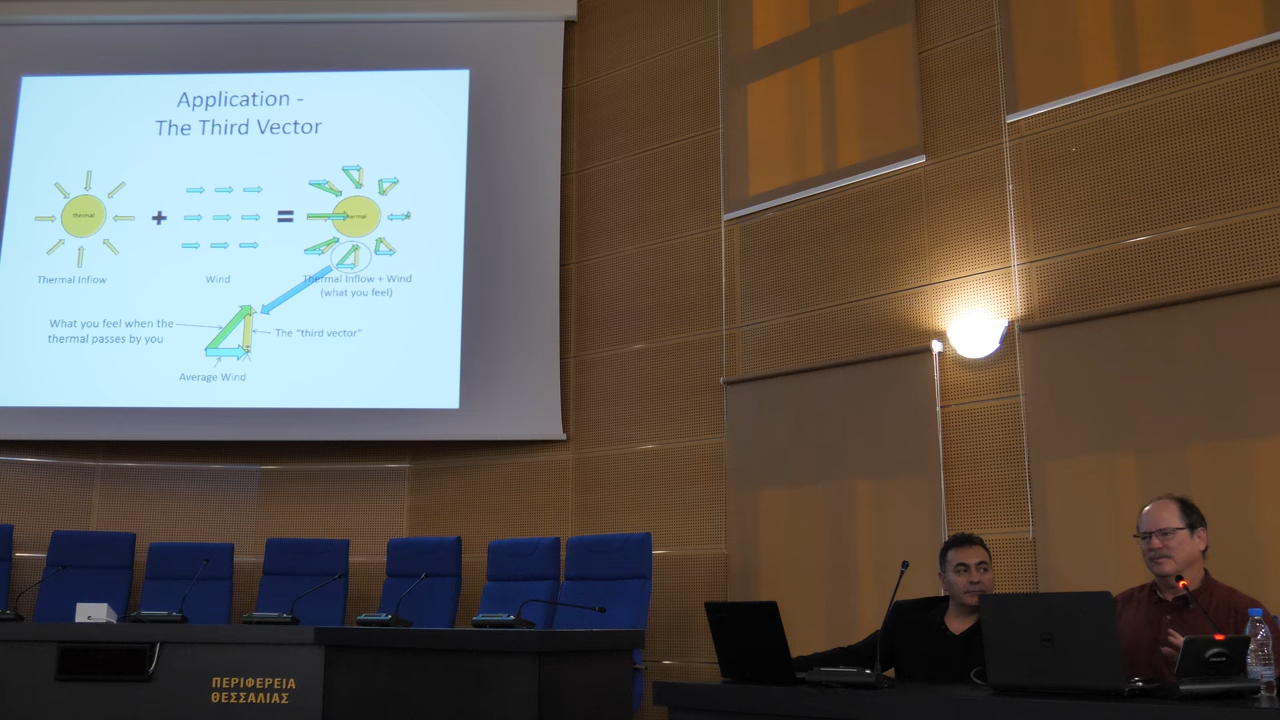 Application -
The Third Vector
thermal
+
=
thermal
Thermal Inflow
Wind
Thermal Inflow + Wind
(what you feel)
What you feel when the
thermal passes by you
The "third vector"
Average Wind
ΠΕΡΙΦΕΡΕΙΑ
ΘΕΣΣΑΛΙΑΣ
DELL